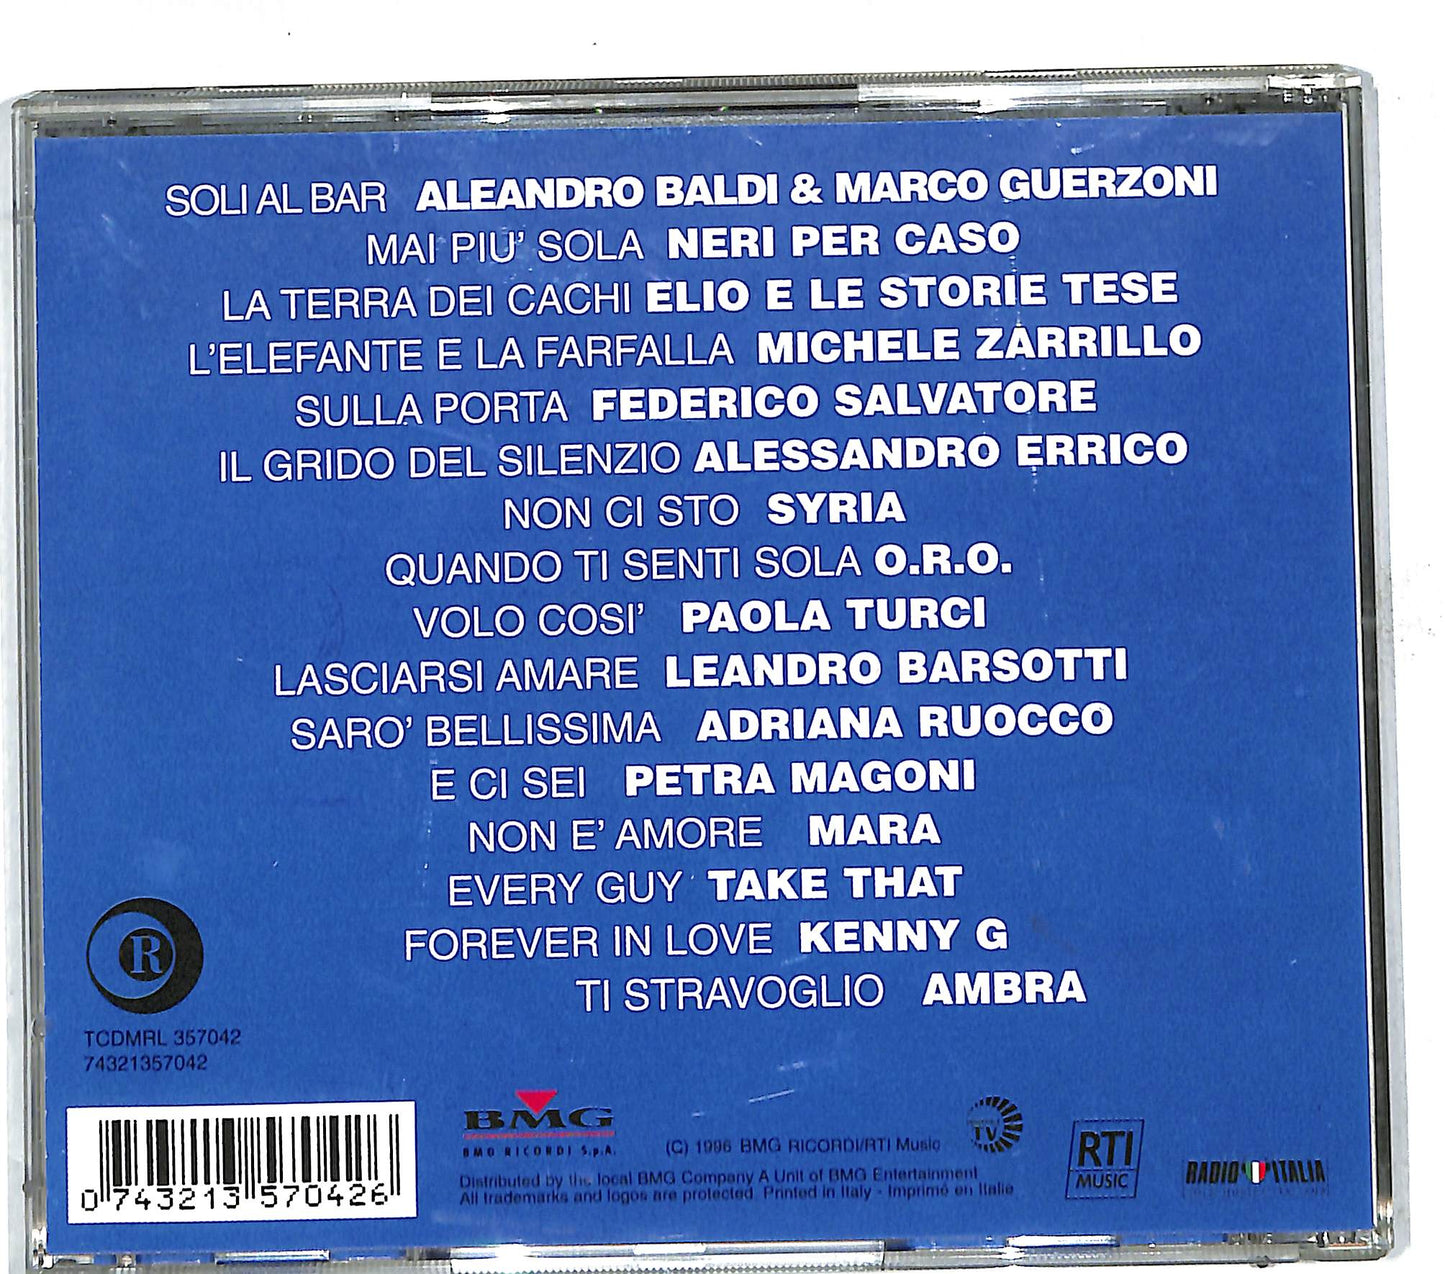 SOLI AL BAR ALEANDRO BALDI & MARCO GUERZONI
MAI PIU' SOLA NERI PER CASO
LA TERRA DEI CACHI ELIO E LE STORIE TESE
L'ELEFANTE E LA FARFALLA MICHELE ZARRILLO
SULLA PORTA FEDERICO SALVATORE
IL GRIDO DEL SILENZIO ALESSANDRO ERRICO
NON CI STO SYRIA
QUANDO TI SENTI SOLA O.R.O.
VOLO COSI' PAOLA TURCI
LASCIARSI AMARE LEANDRO BARSOTTI
SARO' BELLISSIMA ADRIANA RUOCCO
E CI SEI PETRA MAGONI
NON E' AMORE MARA
EVERY GUY TAKE THAT
FOREVER IN LOVE KENNY G
TI STRAVOGLIO AMBRA
R
TCDMRL 357042
74321357042
0 743213 570426
BMG
BMG RICORDI S.p.A.
(C) 1996 BMG RICORDI/RTI Music
Distributed by the local BMG Company A Unit of BMG Entertainment
All trademarks and logos are protected. Printed in Italy - Imprimé en Italie
TV
RTI
MUSIC
RADIO ITALIA